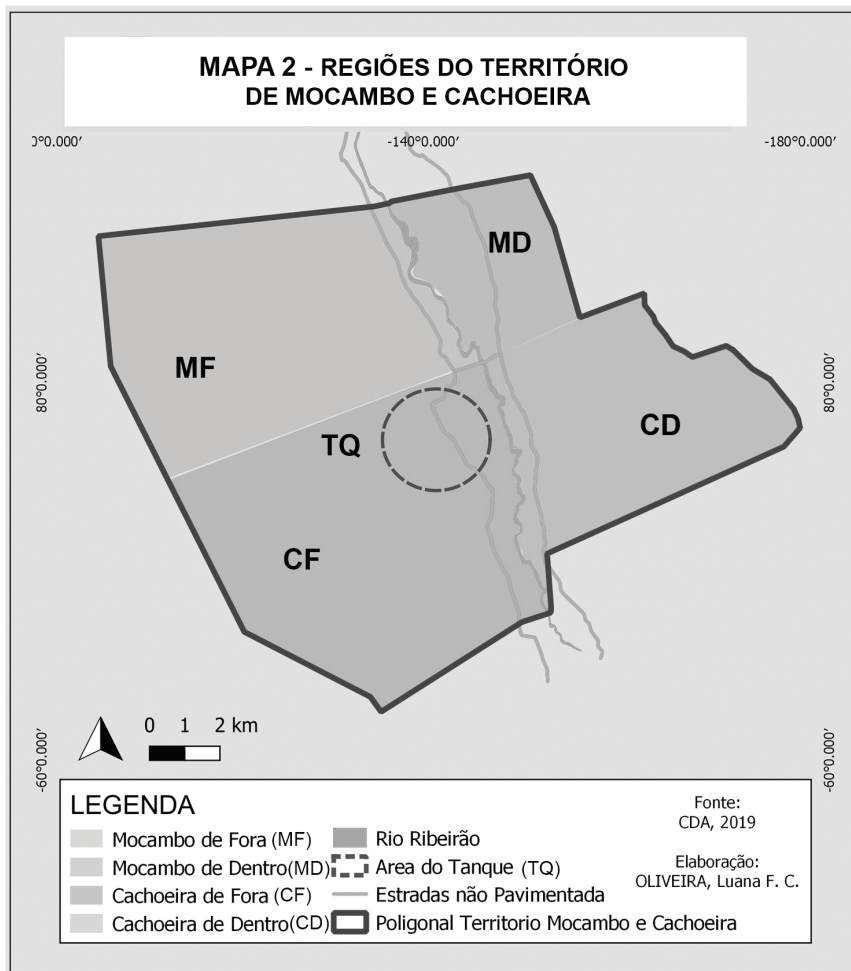 MAPA 2 - REGIÕES DO TERRITÓRIO
DE MOCAMBO E CACHOEIRA
0°0.000′
-140°0.000′
-180°0.000′
MD
MF
80°0.000′
80°0.000′
CD
TQ
CF
-60°0.000′
-60°0.000′
0 1 2 km
LEGENDA
Mocambo de Fora (MF)
Mocambo de Dentro(MD)
Cachoeira de Fora (CF)
Cachoeira de Dentro(CD)
Rio Ribeirão
Area do Tanque (TQ)
Estradas não Pavimentada
Poligonal Territorio Mocambo e Cachoeira
Fonte:
CDA, 2019
Elaboração:
OLIVEIRA, Luana F. C.